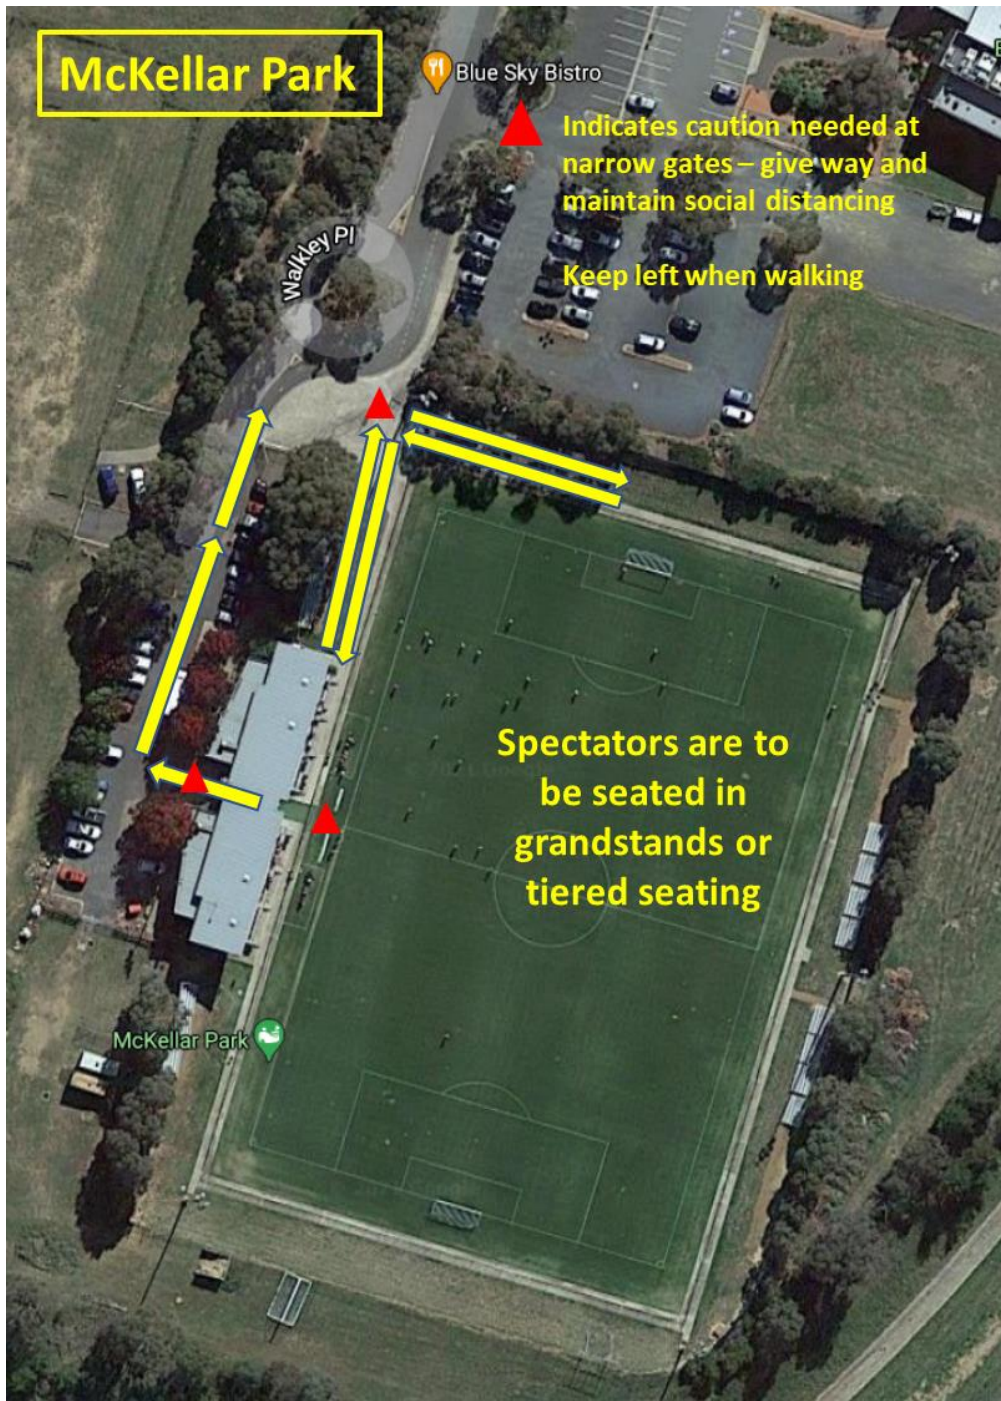 McKellar Park
Blue Sky Bistro
Indicates caution needed at
narrow gates – give way and
maintain social distancing
Walkley Pl
Keep left when walking
Spectators are to
be seated in
grandstands or
tiered seating
McKellar Park